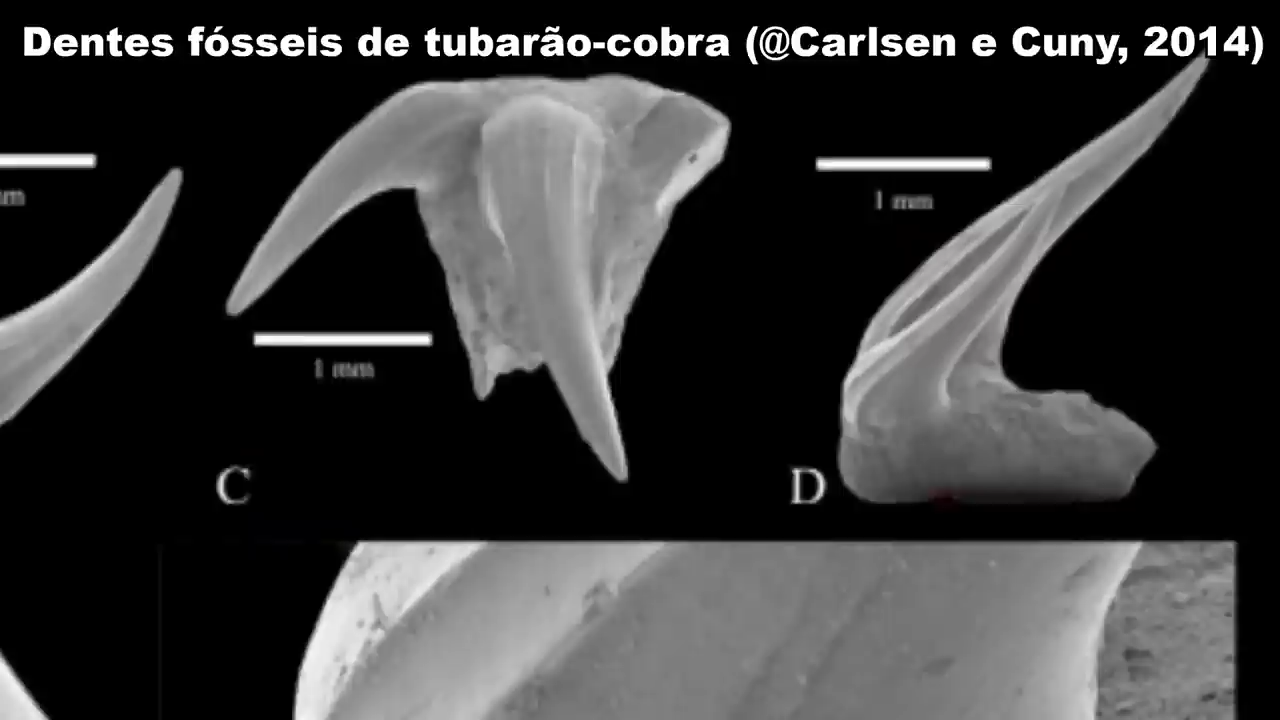 Dentes fósseis de tubarão-cobra (@Carlsen e Cuny, 2014)
1 mm
1 mm
C
D